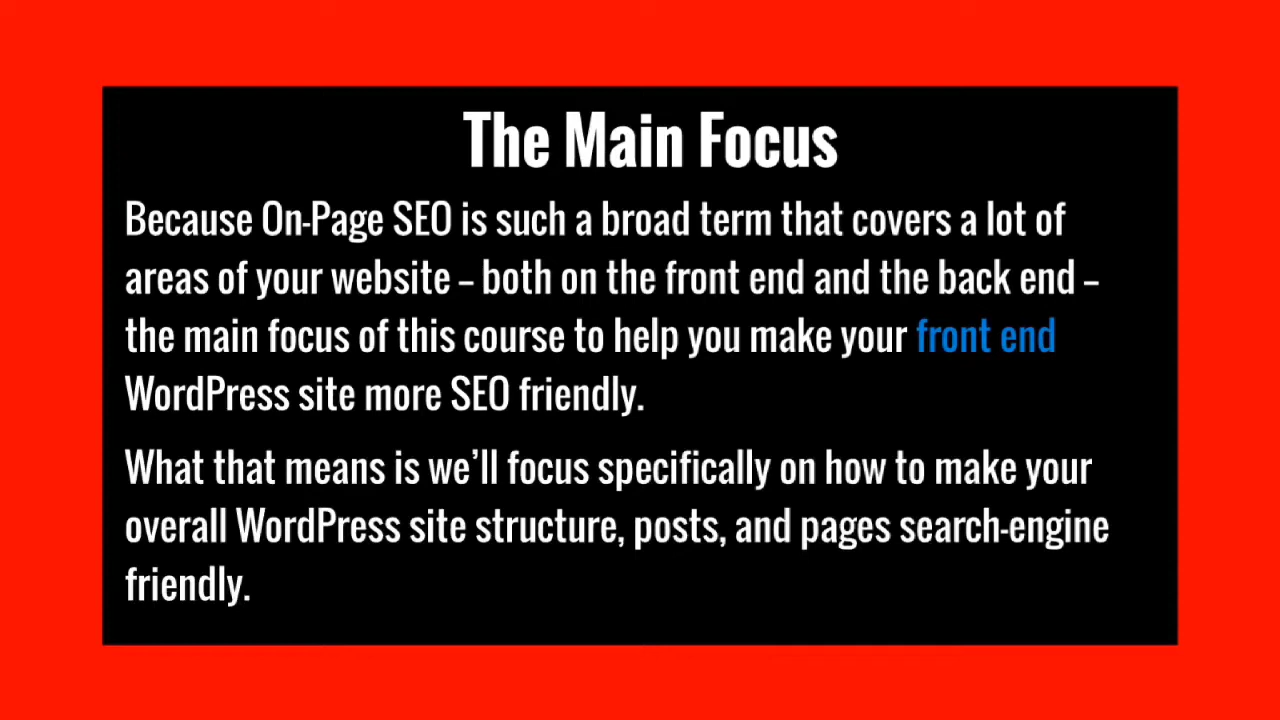 The Main Focus
Because On-Page SEO is such a broad term that covers a lot of
areas of your website – both on the front end and the back end –
the main focus of this course to help you make your front end
WordPress site more SEO friendly.
What that means is we’ll focus specifically on how to make your
overall WordPress site structure, posts, and pages search-engine
friendly.